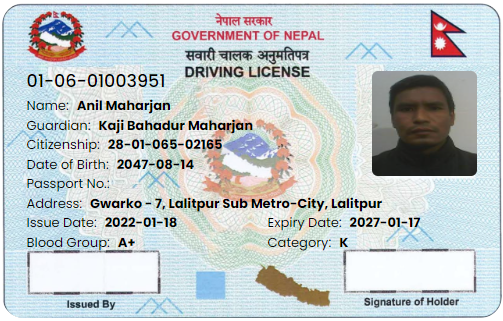 नेपाल सरकार
GOVERNMENT OF NEPAL
सवारी चालक अनुमतिपत्र
DRIVING LICENSE
01-06-01003951
Name: Anil Maharjan
Guardian: Kaji Bahadur Maharjan
Citizenship: 28-01-065-02165
Date of Birth: 2047-08-14
Passport No.:
Address: Gwarko - 7, Lalitpur Sub Metro-City, Lalitpur
Issue Date: 2022-01-18 Expiry Date: 2027-01-17
Blood Group: A+ Category: K
Issued By Signature of Holder